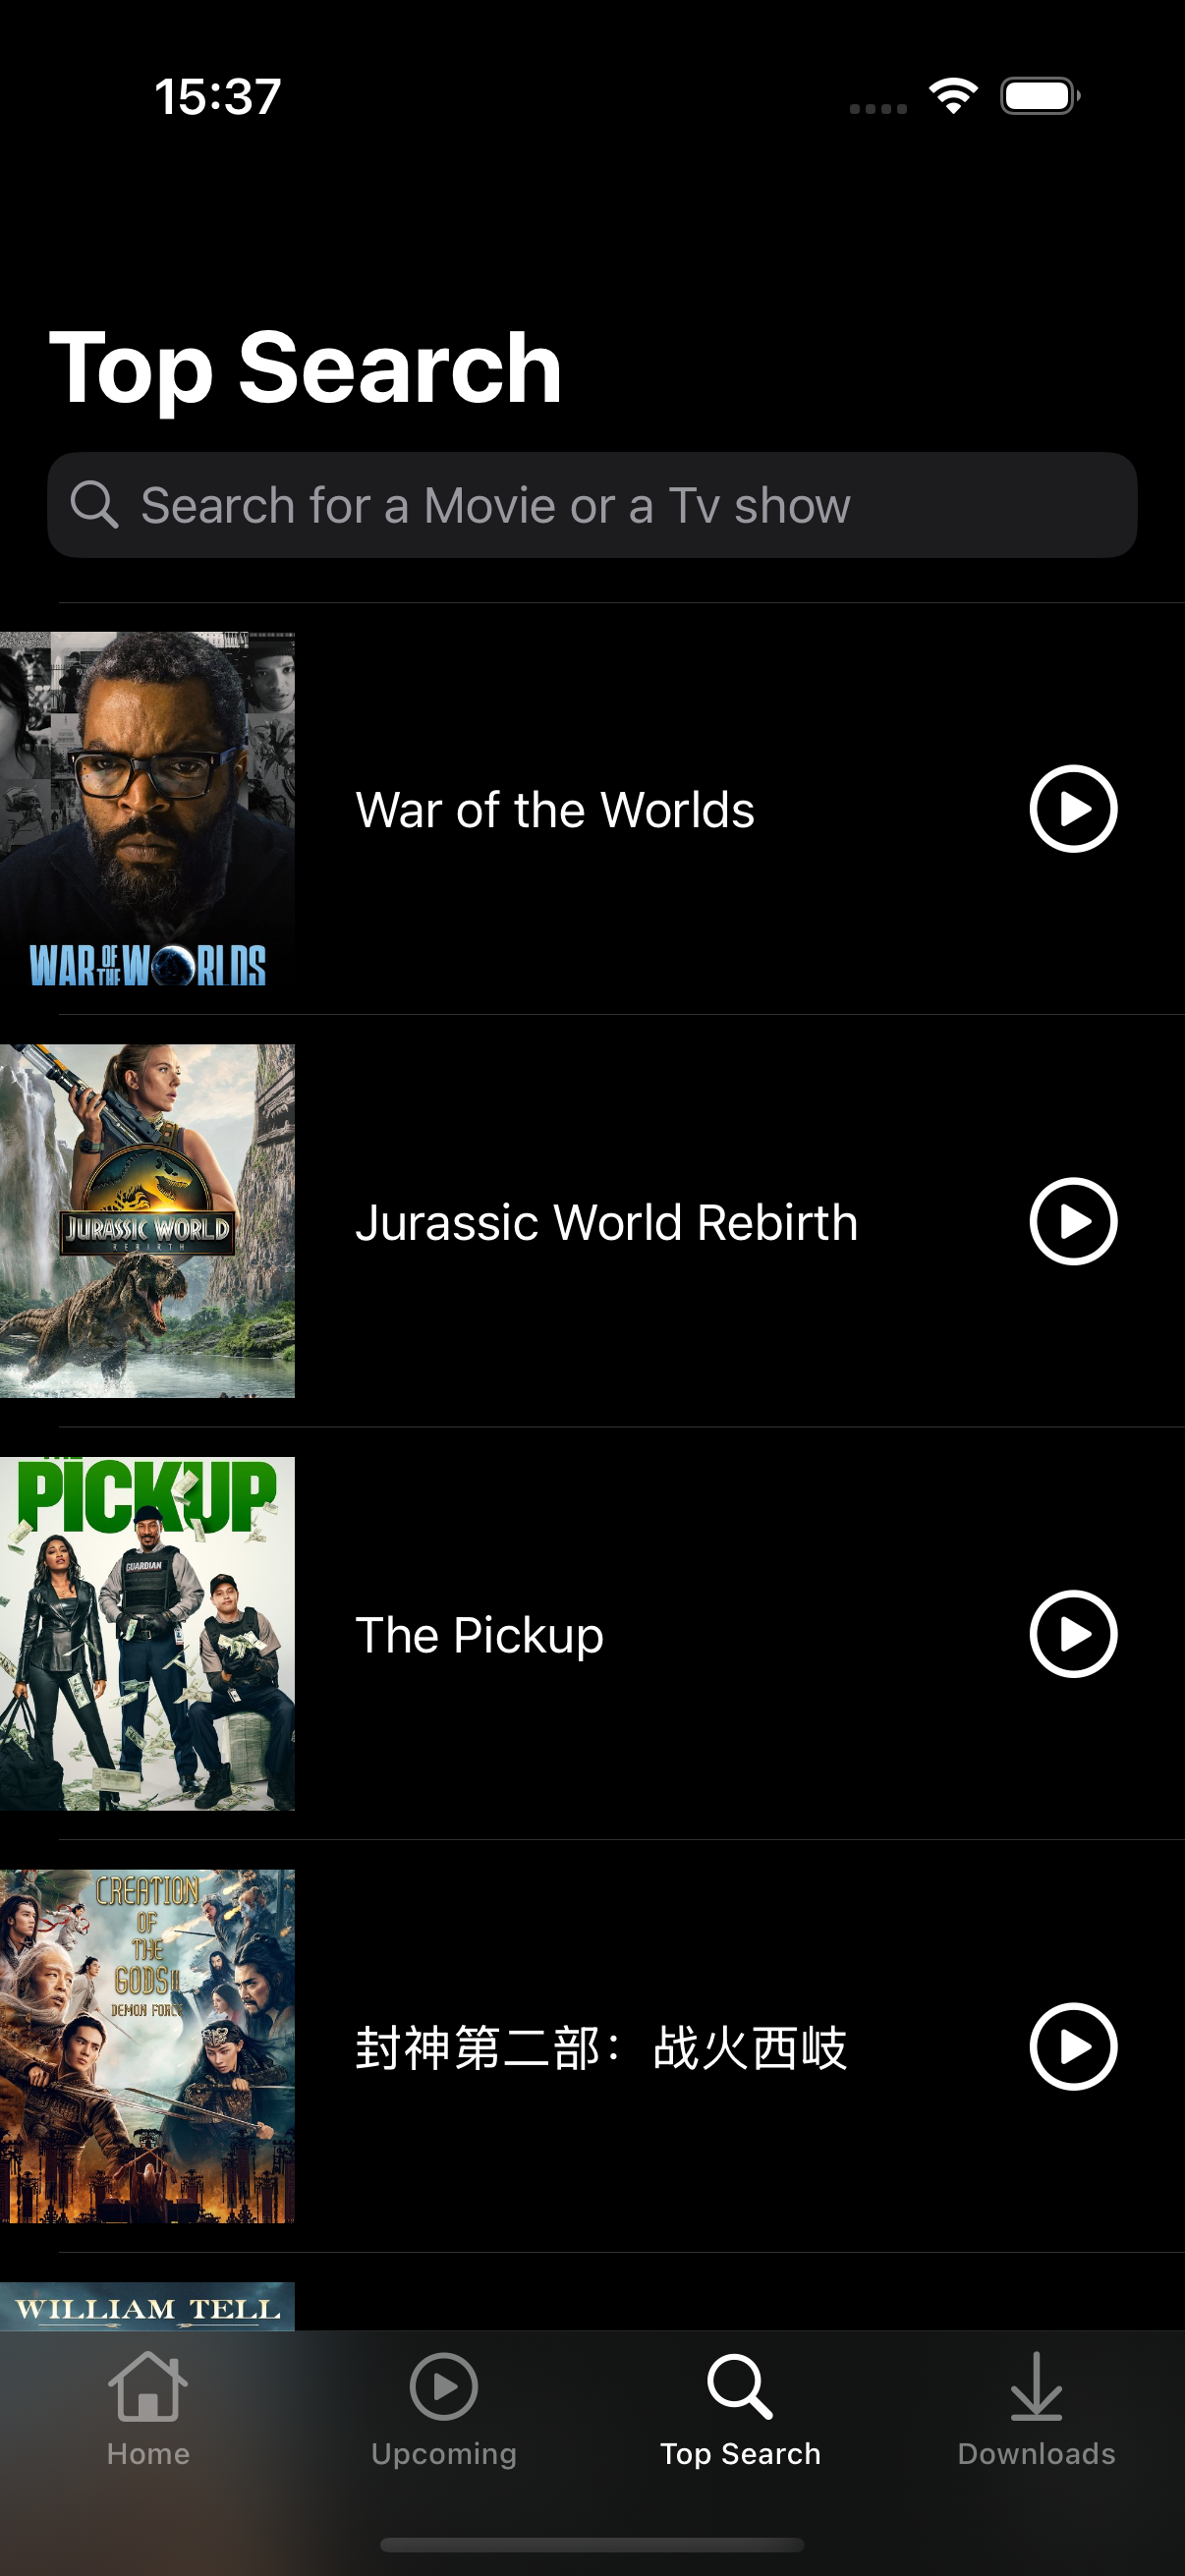 15:37
Top Search
Search for a Movie or a Tv show
WAR OF THE WORLDS
War of the Worlds
JURASSIC WORLD
REBIRTH
Jurassic World Rebirth
PICKUP
GUARDIAN
The Pickup
CREATION
OF
THE
GODS II
DEMON FORCE
封神第二部：战火西岐
WILLIAM TELL
Home
Upcoming
Top Search
Downloads